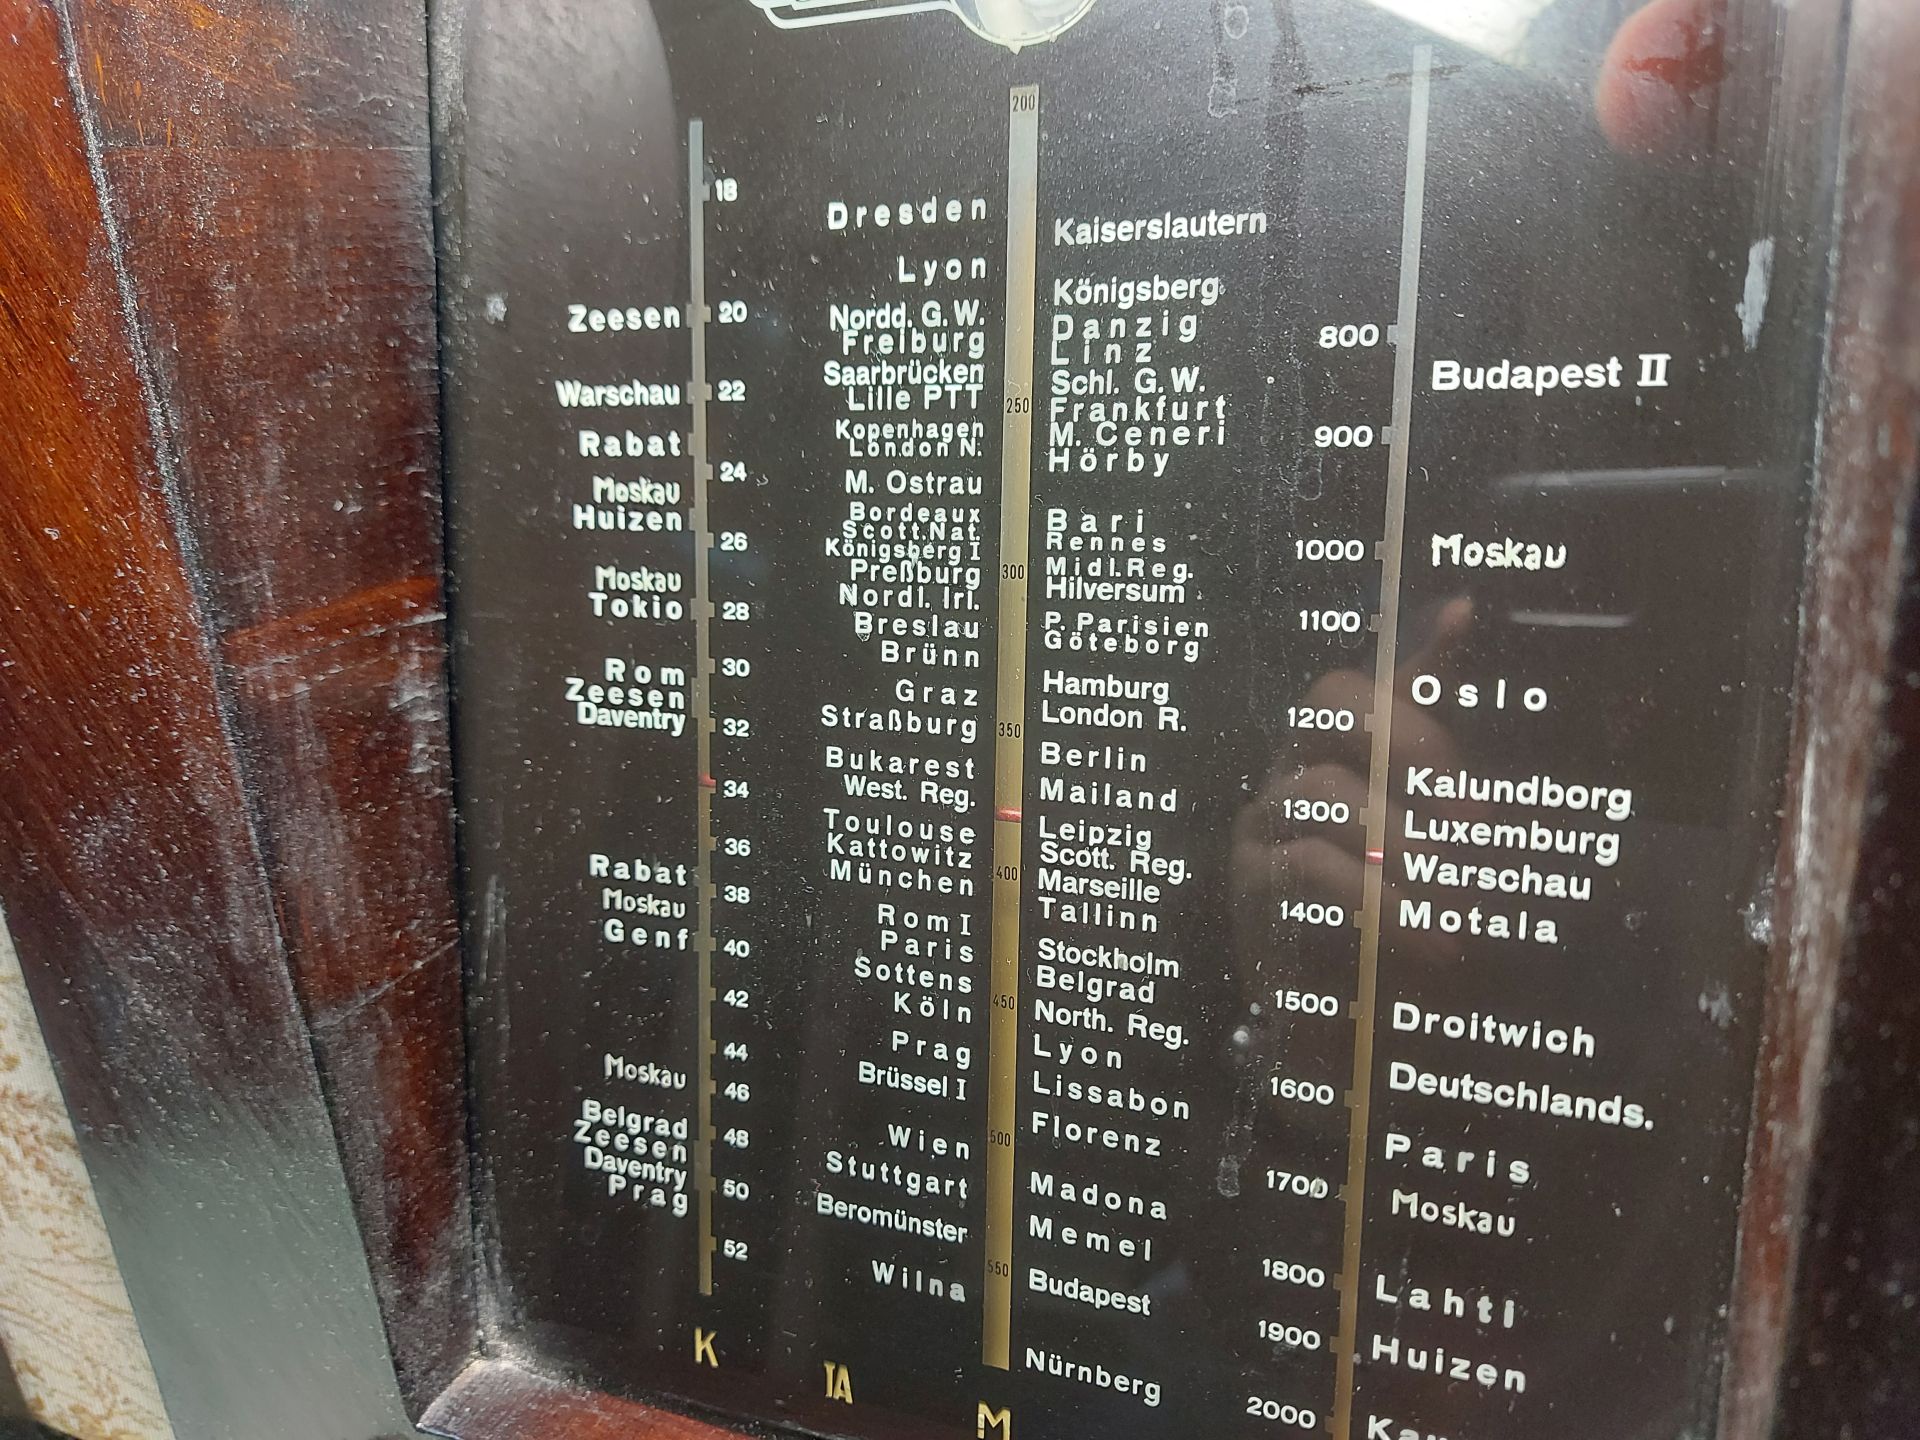 18
20
22
24
26
28
30
32
34
36
38
40
42
44
46
48
50
52
Zeesen
Warschau
Rabat
Moskau
Huizen
Moskau
Tokio
Rom
Zeesen
Daventry
Rabat
Moskau
Genf
Moskau
Belgrad
Zeesen
Daventry
Prag
K
Dresden
Lyon
Nordd. G.W.
Freiburg
Saarbrücken
Lille PTT
Kopenhagen
London N.
M. Ostrau
Bordeaux
Scott. Nat.
Königsberg I
Preßburg
Nordl. Irl.
Breslau
Brünn
Graz
Straßburg
Bukarest
West. Reg.
Toulouse
Kattowitz
München
Rom I
Paris
Sottens
Köln
Prag
Brüssel I
Wien
Stuttgart
Beromünster
Wilna
TA
200
250
300
350
400
450
500
550
M
Kaiserslautern
Königsberg
Danzig
Linz
Schl. G.W.
Frankfurt
M. Ceneri
Hörby
Bari
Rennes
Midl. Reg.
Hilversum
P. Parisien
Göteborg
Hamburg
London R.
Berlin
Mailand
Leipzig
Scott. Reg.
Marseille
Tallinn
Stockholm
Belgrad
North. Reg.
Lyon
Lissabon
Florenz
Madona
Memel
Budapest
Nürnberg
800
900
1000
1100
1200
1300
1400
1500
1600
1700
1800
1900
2000
Budapest II
Moskau
Oslo
Kalundborg
Luxemburg
Warschau
Motala
Droitwich
Deutschlands.
Paris
Moskau
Lahti
Huizen